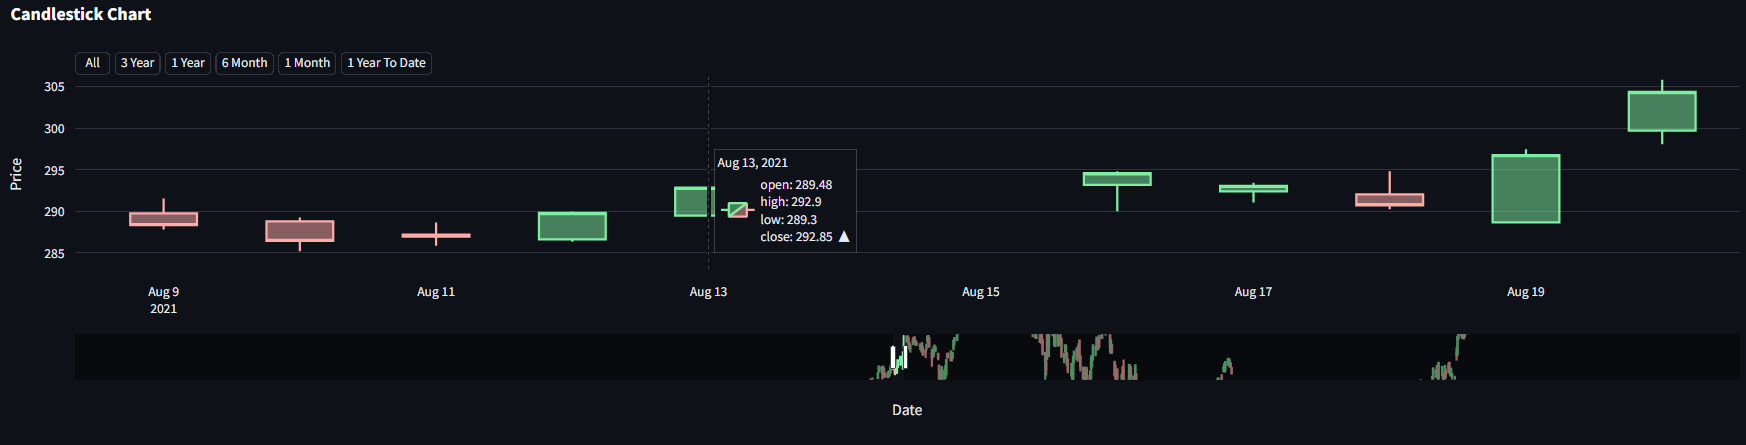 Candlestick Chart
All 3 Year 1 Year 6 Month 1 Month 1 Year To Date
305
300
295
290
285
Price
Aug 13, 2021
open: 289.48
high: 292.9
low: 289.3
close: 292.85 ▲
Aug 9 Aug 11 Aug 13 Aug 15 Aug 17 Aug 19
2021
Date